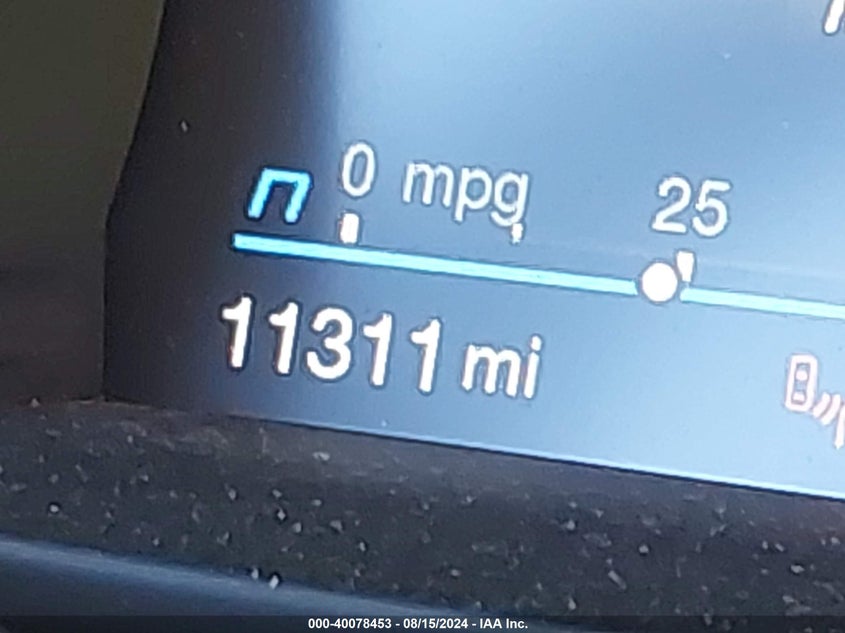 0 mpg 25
11311 mi
000-40078453 - 08/15/2024 - IAA Inc.